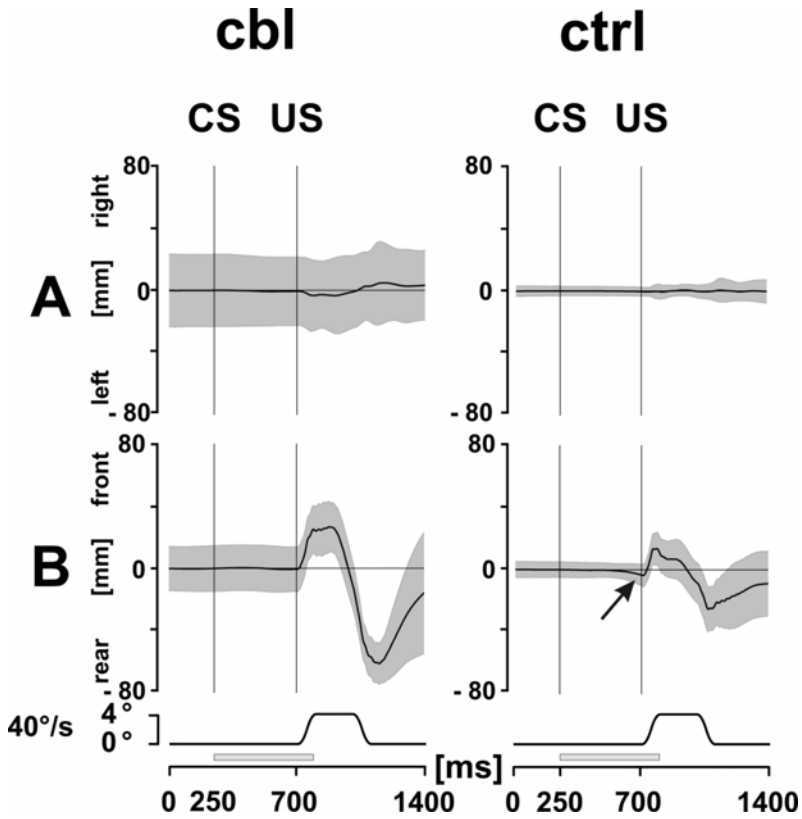 cbl ctrl
CS US CS US
80 80
right
A [mm] 0 0
left
- 80 - 80
80 80
front
B [mm] 0 0
rear
- 80 - 80
40°/s 4° 0°
[ms]
0 250 700 1400 0 250 700 1400